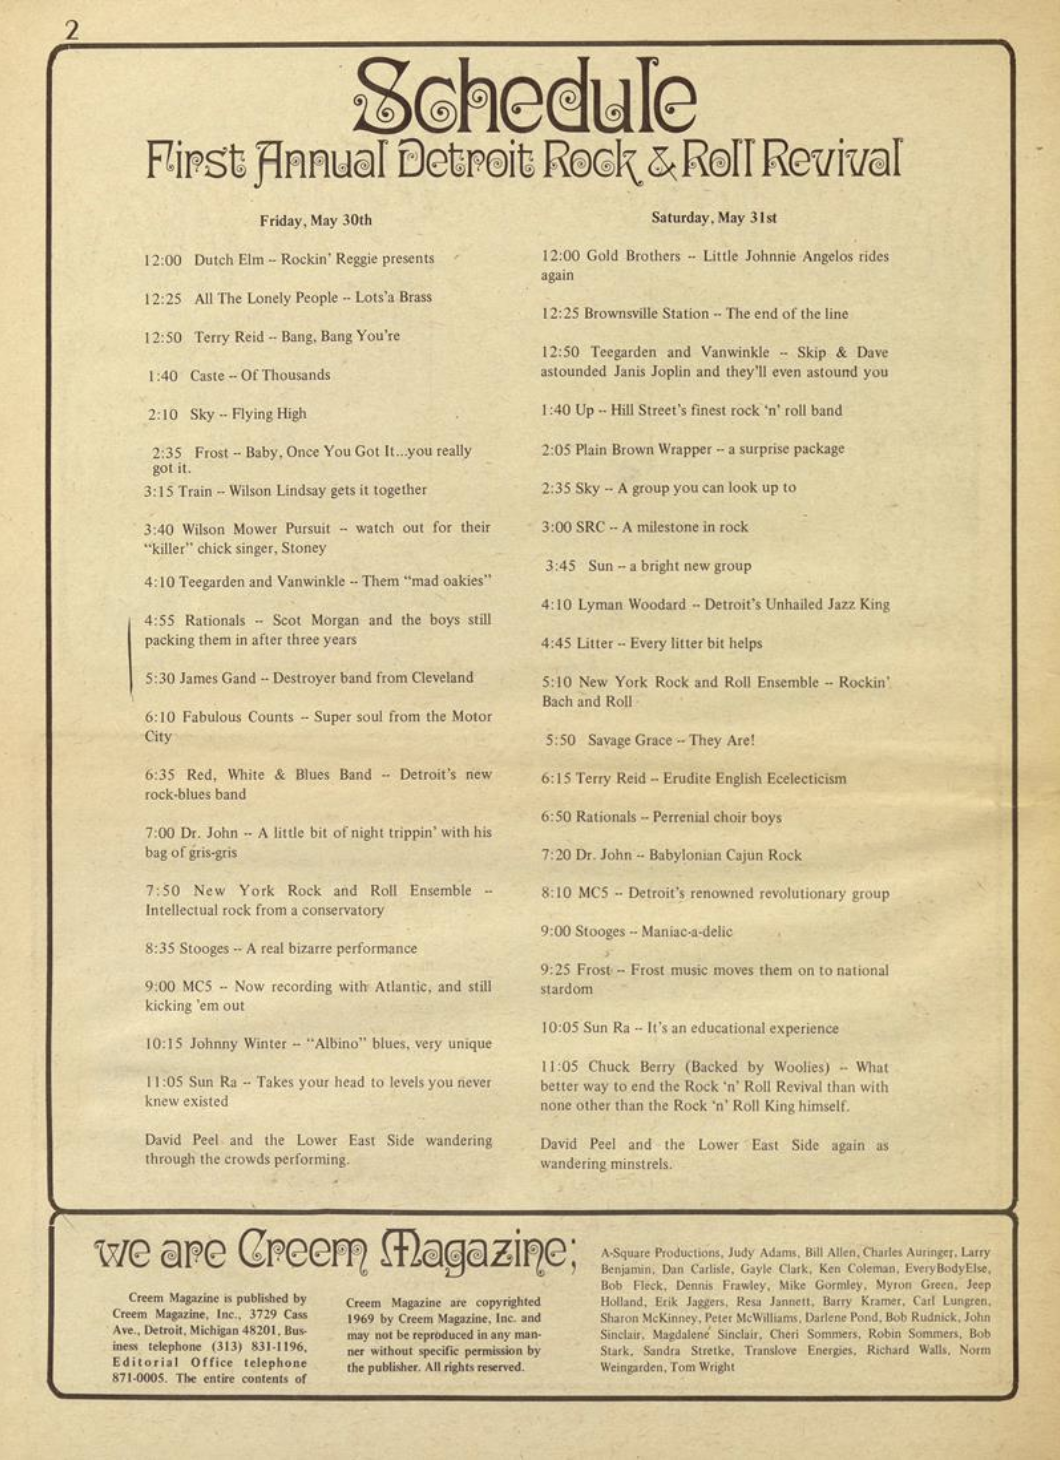 2
Schedule
First Annual Detroit Rock & Roll Revival
Friday, May 30th
12:00 Dutch Elm -- Rockin' Reggie presents
12:25 All The Lonely People -- Lots'a Brass
12:50 Terry Reid -- Bang, Bang You're
1:40 Caste -- Of Thousands
2:10 Sky -- Flying High
2:35 Frost -- Baby, Once You Got It...you really
got it.
3:15 Train -- Wilson Lindsay gets it together
3:40 Wilson Mower Pursuit -- watch out for their
"killer" chick singer, Stoney
4:10 Teegarden and Vanwinkle -- Them "mad oakies"
4:55 Rationals -- Scot Morgan and the boys still
packing them in after three years
5:30 James Gand -- Destroyer band from Cleveland
6:10 Fabulous Counts -- Super soul from the Motor
City
6:35 Red, White & Blues Band -- Detroit's new
rock-blues band
7:00 Dr. John -- A little bit of night trippin' with his
bag of gris-gris
7:50 New York Rock and Roll Ensemble --
Intellectual rock from a conservatory
8:35 Stooges -- A real bizarre performance
9:00 MC5 -- Now recording with Atlantic, and still
kicking 'em out
10:15 Johnny Winter -- "Albino" blues, very unique
11:05 Sun Ra -- Takes your head to levels you never
knew existed
David Peel and the Lower East Side wandering
through the crowds performing.
Saturday, May 31st
12:00 Gold Brothers -- Little Johnnie Angelos rides
again
12:25 Brownsville Station -- The end of the line
12:50 Teegarden and Vanwinkle -- Skip & Dave
astounded Janis Joplin and they'll even astound you
1:40 Up -- Hill Street's finest rock 'n' roll band
2:05 Plain Brown Wrapper -- a surprise package
2:35 Sky -- A group you can look up to
3:00 SRC -- A milestone in rock
3:45 Sun -- a bright new group
4:10 Lyman Woodard -- Detroit's Unhailed Jazz King
4:45 Litter -- Every litter bit helps
5:10 New York Rock and Roll Ensemble -- Rockin'
Bach and Roll
5:50 Savage Grace -- They Are!
6:15 Terry Reid -- Erudite English Ecelecticism
6:50 Rationals -- Perrenial choir boys
7:20 Dr. John -- Babylonian Cajun Rock
8:10 MC5 -- Detroit's renowned revolutionary group
9:00 Stooges -- Maniac-a-delic
9:25 Frost -- Frost music moves them on to national
stardom
10:05 Sun Ra -- It's an educational experience
11:05 Chuck Berry (Backed by Woolies) -- What
better way to end the Rock 'n' Roll Revival than with
none other than the Rock 'n' Roll King himself.
David Peel and the Lower East Side again as
wandering minstrels.
we are Creem Magazine;
Creem Magazine is published by
Creem Magazine, Inc., 3729 Cass
Ave., Detroit, Michigan 48201, Bus-
iness telephone (313) 831-1196,
Editorial Office telephone
871-0005. The entire contents of
Creem Magazine are copyrighted
1969 by Creem Magazine, Inc. and
may not be reproduced in any man-
ner without specific permission by
the publisher. All rights reserved.
A-Square Productions, Judy Adams, Bill Allen, Charles Auringer, Larry
Benjamin, Dan Carlisle, Gayle Clark, Ken Coleman, EveryBodyElse,
Bob Fleck, Dennis Frawley, Mike Gormley, Myron Green, Jeep
Holland, Erik Jaggers, Resa Jannett, Barry Kramer, Carl Lungren,
Sharon McKinney, Peter McWilliams, Darlene Pond, Bob Rudnick, John
Sinclair, Magdalene Sinclair, Cheri Sommers, Robin Sommers, Bob
Stark, Sandra Stretke, Translove Energies, Richard Walls, Norm
Weingarden, Tom Wright